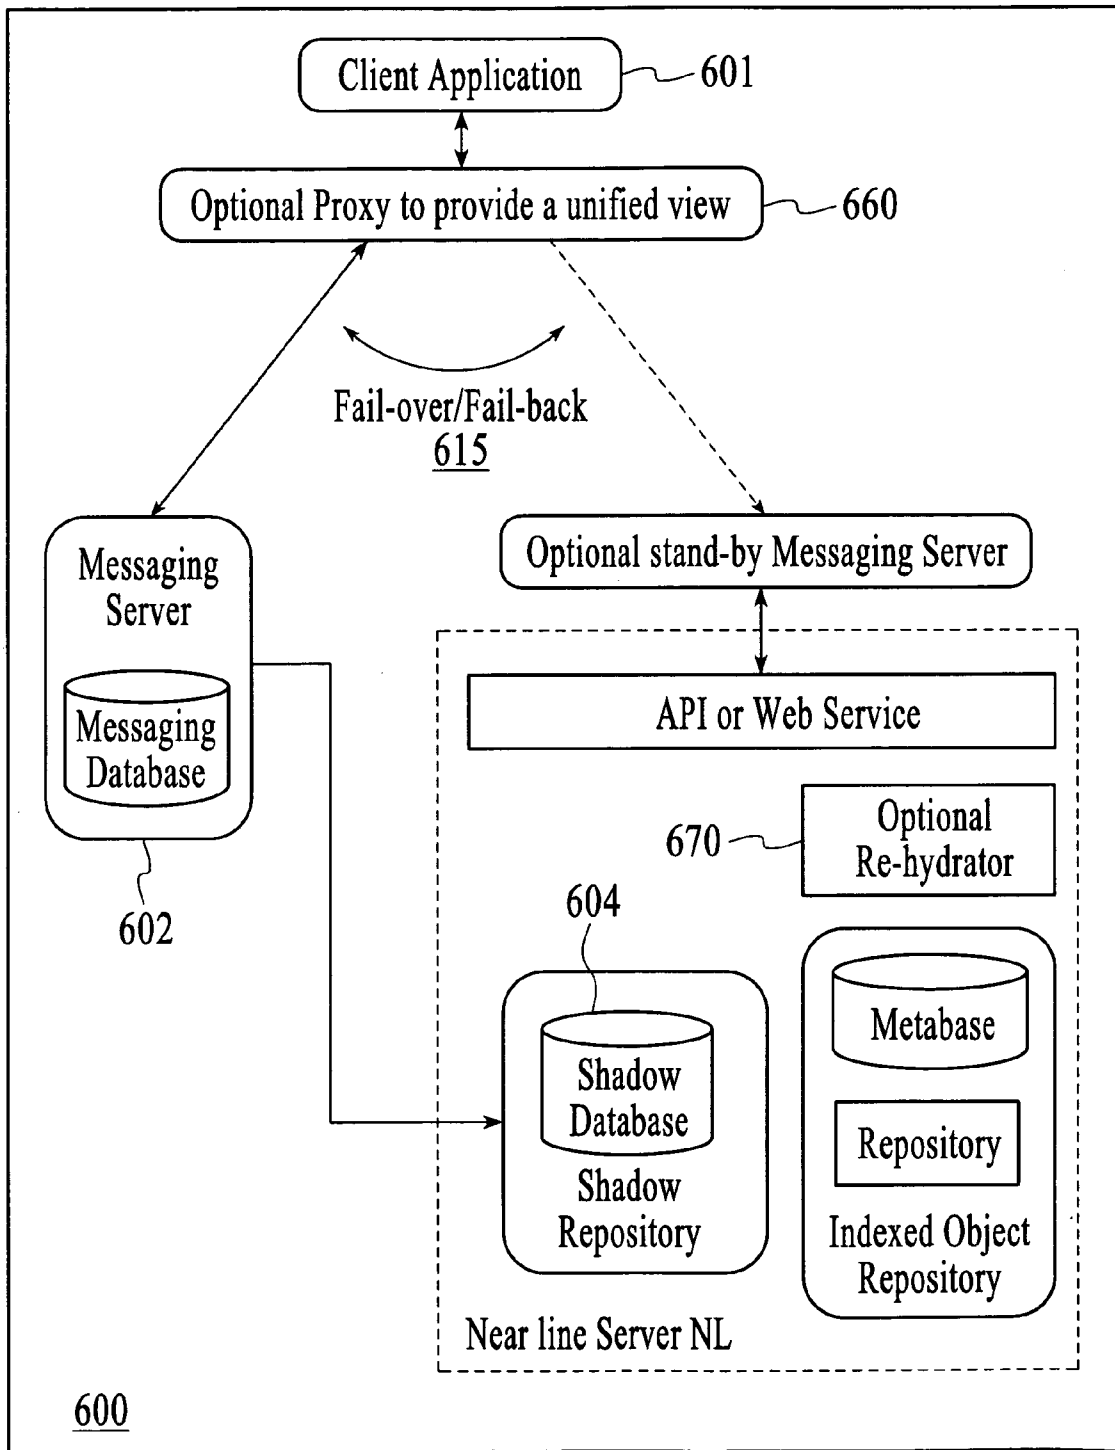 Client Application
601
Optional Proxy to provide a unified view
660
Fail-over/Fail-back
615
Messaging
Server
Messaging
Database
602
Optional stand-by Messaging Server
API or Web Service
Optional
Re-hydrator
670
604
Shadow
Database
Shadow
Repository
Metabase
Repository
Indexed Object
Repository
Near line Server NL
600